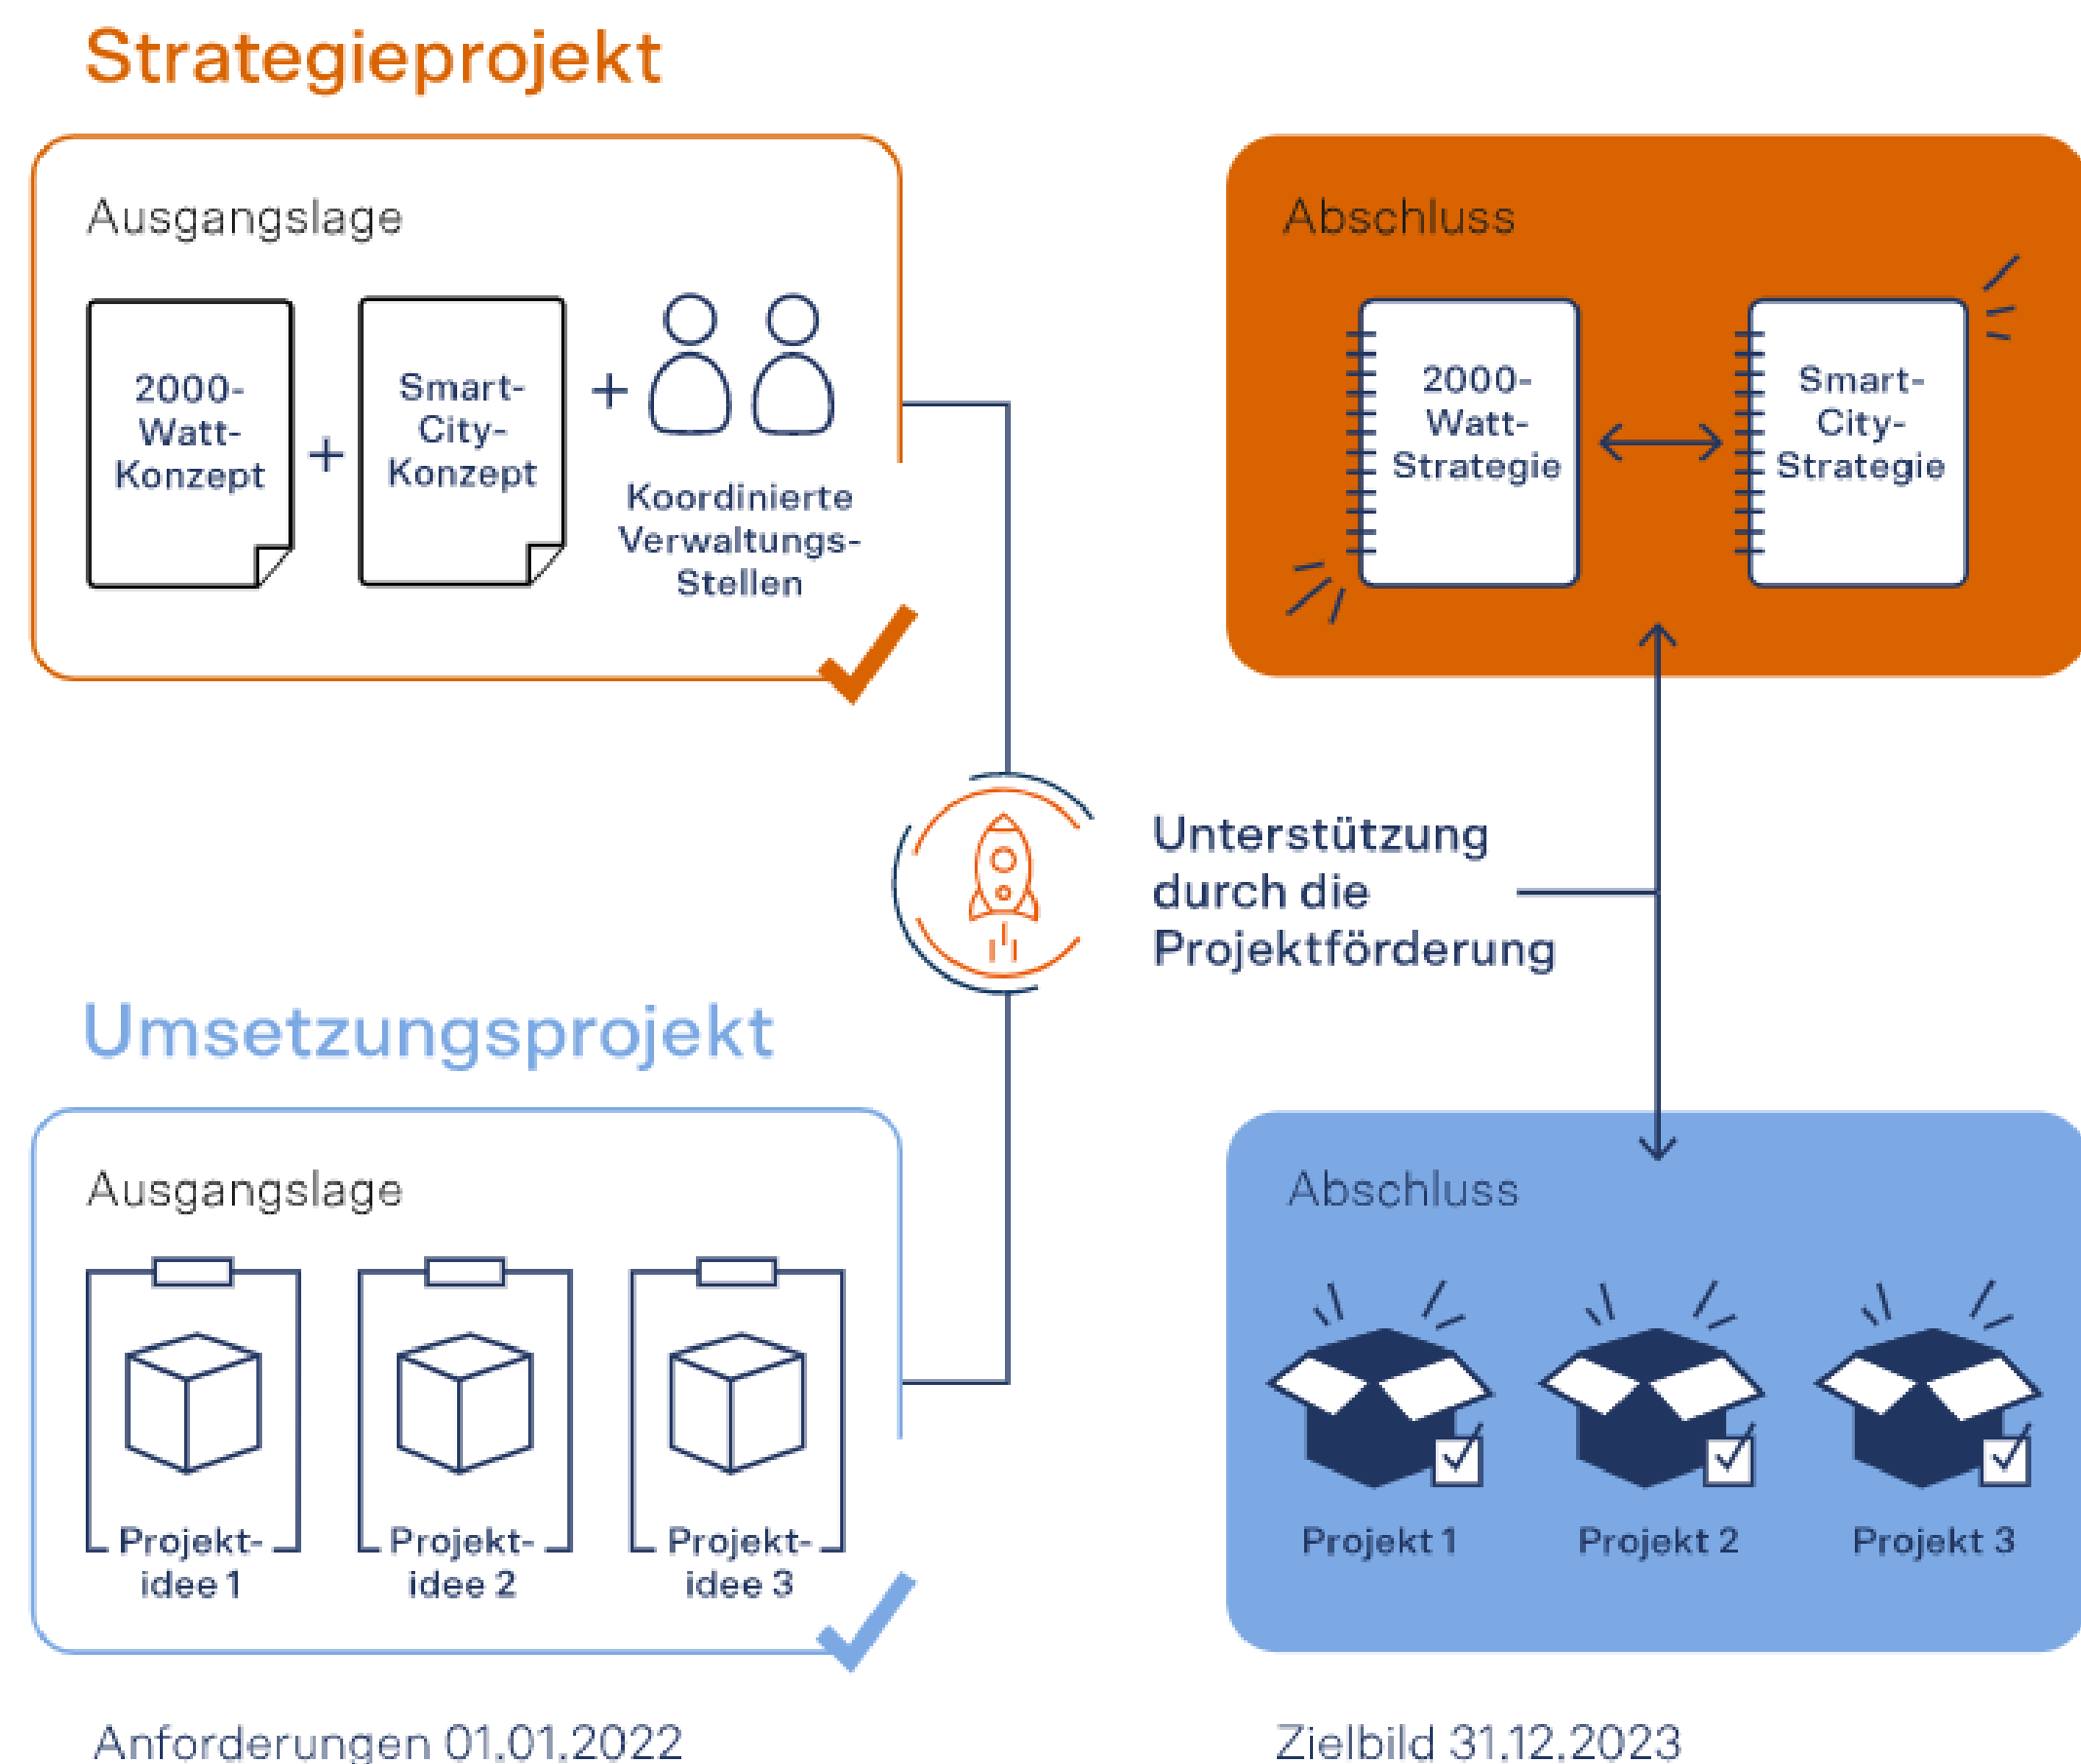 Strategieprojekt
Ausgangslage
2000-
Watt-
Konzept
+
Smart-
City-
Konzept
+
Koordinierte
Verwaltungs-
Stellen
Abschluss
2000-
Watt-
Strategie
Smart-
City-
Strategie
Unterstützung
durch die
Projektförderung
Umsetzungsprojekt
Ausgangslage
Projekt-
idee 1
Projekt-
idee 2
Projekt-
idee 3
Abschluss
Projekt 1
Projekt 2
Projekt 3
Anforderungen 01.01.2022
Zielbild 31.12.2023